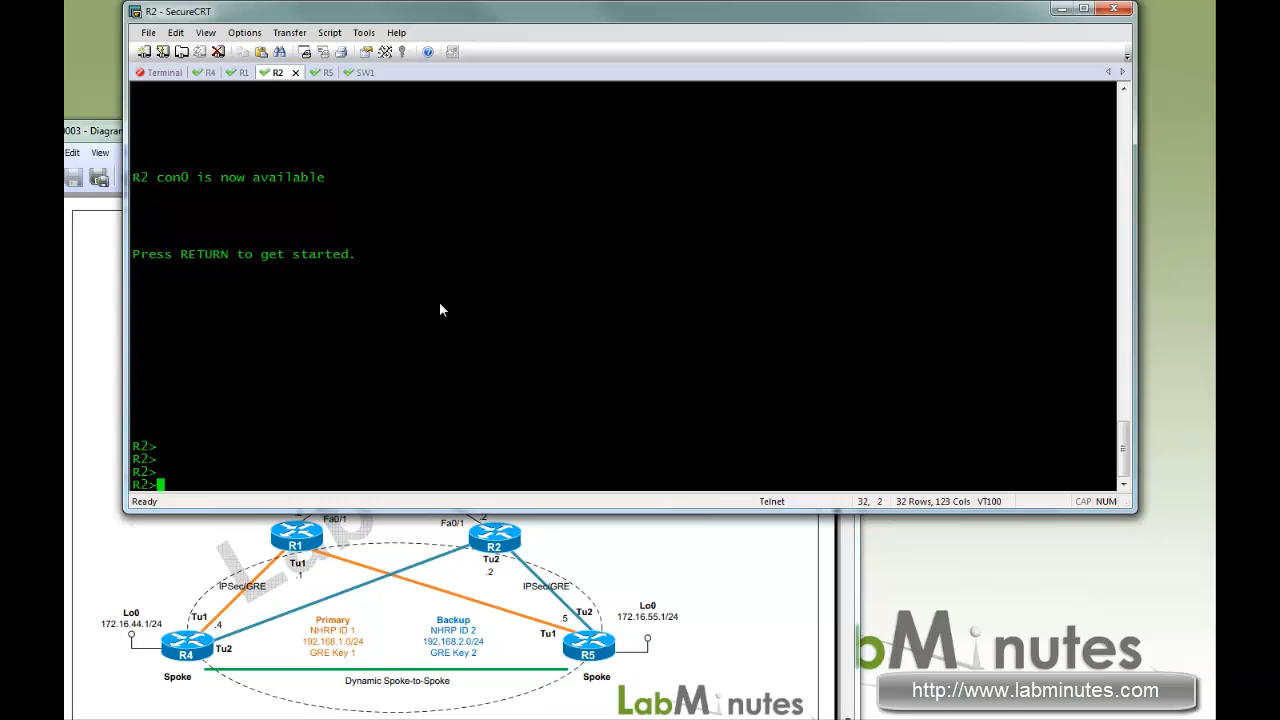 R2 - SecureCRT
File Edit View Options Transfer Script Tools Help
Terminal R4 R1 R2 R5 SW1
0003 - Diagram
Edit View
R2 con0 is now available
Press RETURN to get started.
R2>
R2>
R2>
R2>
Ready Telnet 32, 2 32 Rows, 123 Cols VT100 CAP NUM
Fa0/1 Fa0/1 .2
R1 R2
Tu1 Tu2
.1 .2
IPSec/GRE IPSec/GRE
Lo0 Lo0
172.16.44.1/24 172.16.55.1/24
Tu1 Tu2
.4 .5
Primary Backup
NHRP ID 1 NHRP ID 2
192.168.1.0/24 192.168.2.0/24
GRE Key 1 GRE Key 2
Tu1
R4 Tu2 R5
Spoke Spoke
Dynamic Spoke-to-Spoke
Lab
LabMinutes
bMinutes
http://www.labminutes.com